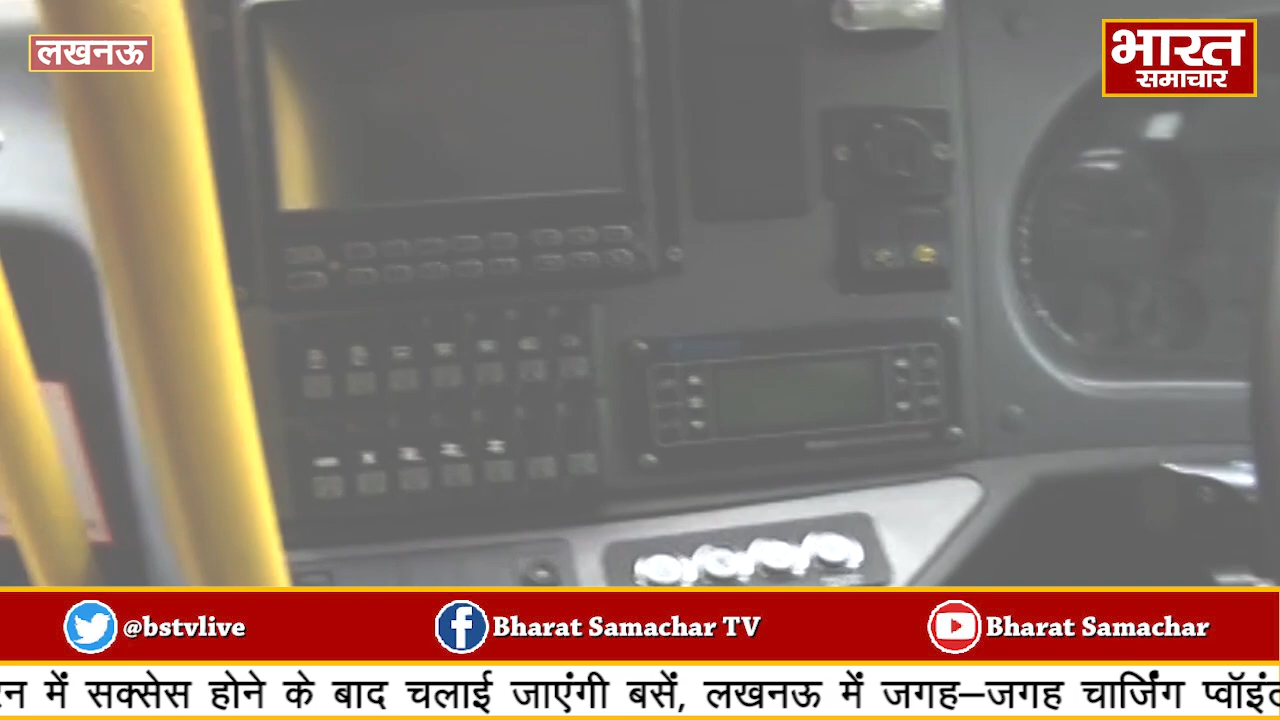 लखनऊ
भारत
समाचार
@bstvlive
Bharat Samachar TV
Bharat Samachar
में सक्सेस होने के बाद चलाई जाएंगी बसें, लखनऊ में जगह–जगह चार्जिंग प्वॉइंट